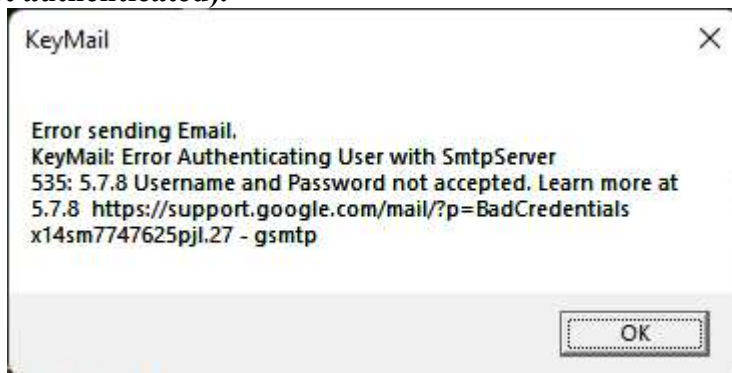 authenticated).
KeyMail
Error sending Email.
KeyMail: Error Authenticating User with SmtpServer
535: 5.7.8 Username and Password not accepted. Learn more at
5.7.8 https://support.google.com/mail/?p=BadCredentials
x14sm7747625pjl.27 - gsmtp
OK